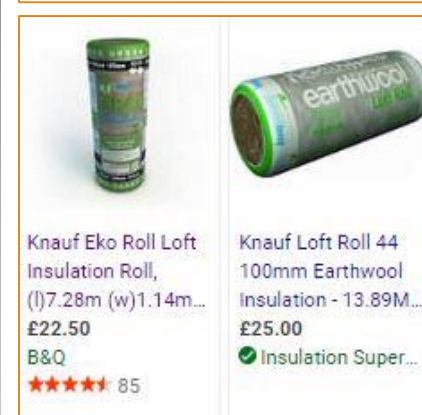 earthwool
Knauf Eko Roll Loft
Insulation Roll,
(l)7.28m (w)1.14m...
£22.50
B&Q
85
Knauf Loft Roll 44
100mm Earthwool
Insulation - 13.89M...
£25.00
Insulation Super...